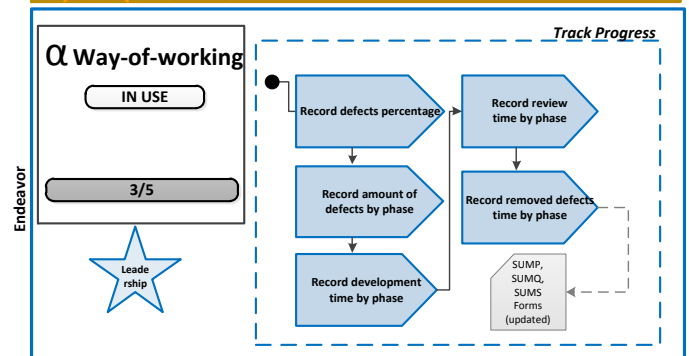 Track Progress
α Way-of-working
IN USE
3/5
Endeavor
Leade
rship
Record defects percentage
Record amount of
defects by phase
Record development
time by phase
Record review
time by phase
Record removed defects
time by phase
SUMP,
SUMQ,
SUMS
Forms
(updated)